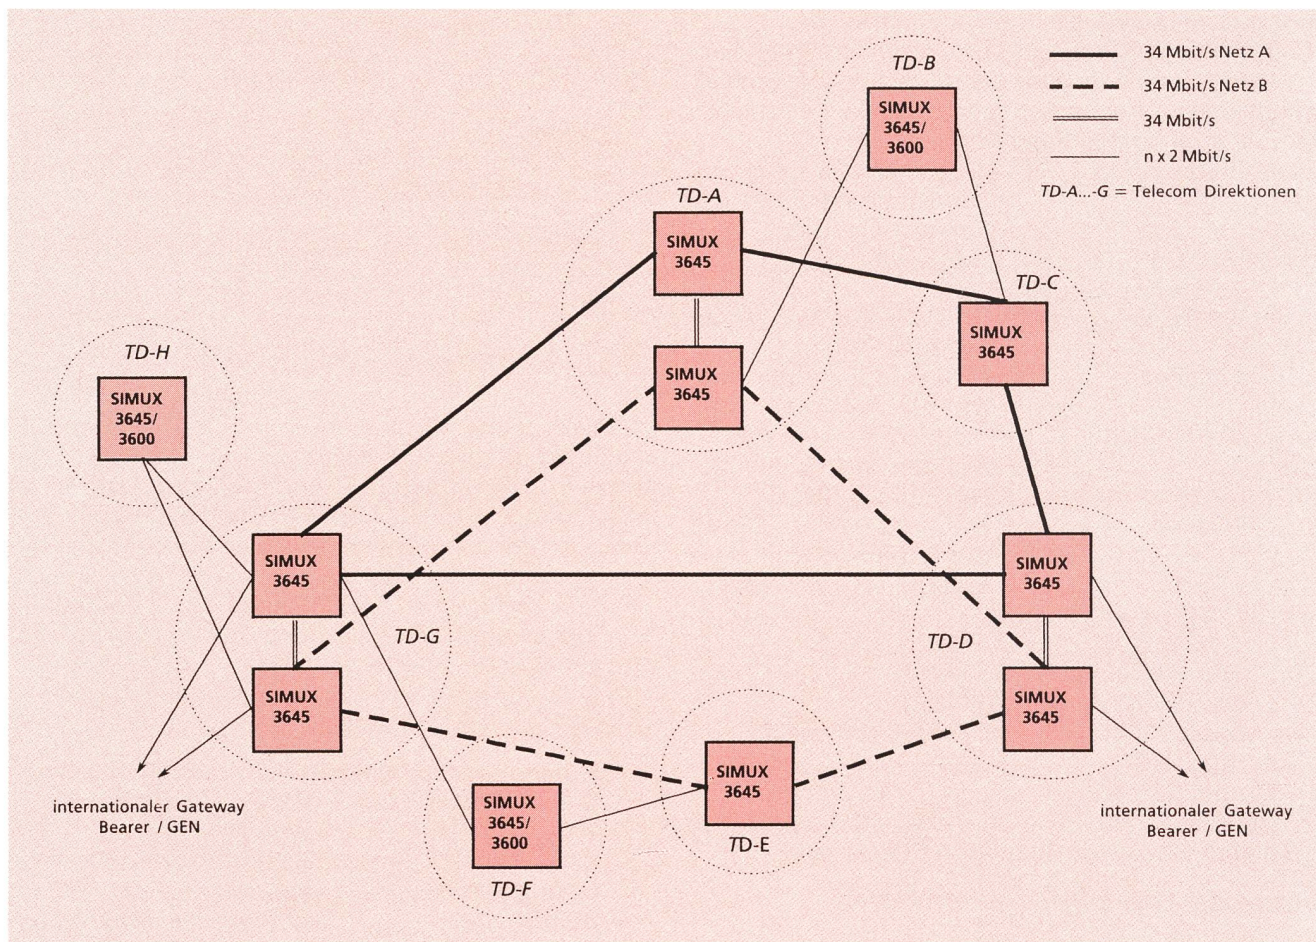 34 Mbit/s Netz A
34 Mbit/s Netz B
34 Mbit/s
n x 2 Mbit/s
TD-A...-G = Telecom Direktionen
TD-B
SIMUX
3645/
3600
TD-A
SIMUX
3645
SIMUX
3645
TD-C
SIMUX
3645
TD-H
SIMUX
3645/
3600
SIMUX
3645
TD-G
SIMUX
3645
internationaler Gateway
Bearer / GEN
SIMUX
3645/
3600
TD-F
SIMUX
3645
TD-E
TD-D
SIMUX
3645
SIMUX
3645
internationaler Gateway
Bearer / GEN